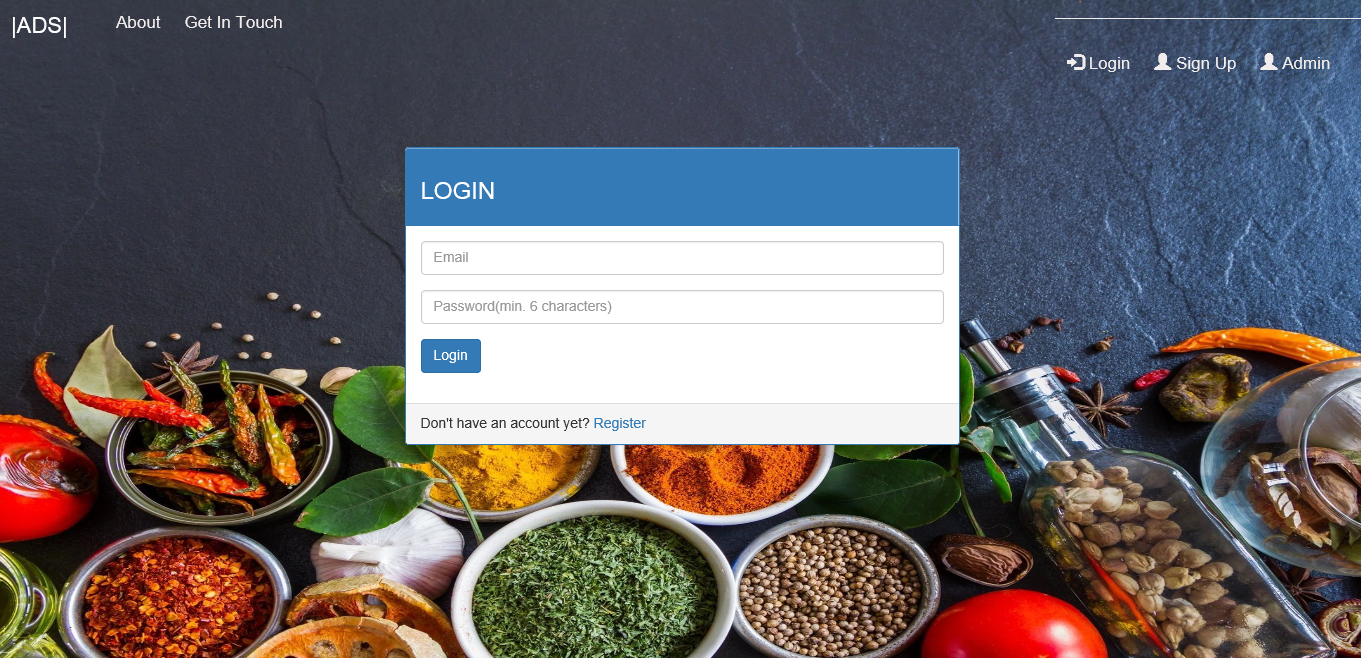 |ADS| About Get In Touch
Login Sign Up Admin
LOGIN
Email
Password(min. 6 characters)
Login
Don't have an account yet? Register